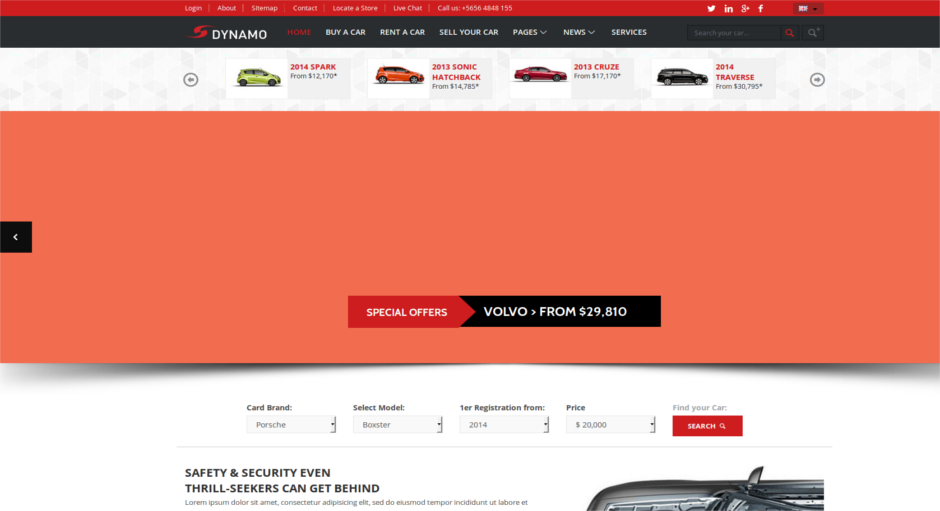 Login About Sitemap Contact Locate a Store Live Chat Call us: +5656 4848 155
DYNAMO HOME BUY A CAR RENT A CAR SELL YOUR CAR PAGES NEWS SERVICES Search your car...
2014 SPARK
From $12,170*
2013 SONIC
HATCHBACK
From $14,785*
2013 CRUZE
From $17,170*
2014
TRAVERSE
From $30,795*
SPECIAL OFFERS VOLVO > FROM $29,810
Card Brand: Select Model: 1er Registration from: Price Find your Car:
Porsche Boxster 2014 $ 20,000 SEARCH
SAFETY & SECURITY EVEN
THRILL-SEEKERS CAN GET BEHIND
Lorem ipsum dolor sit amet, consectetur adipisicing elit, sed do eiusmod tempor incididunt ut labore et